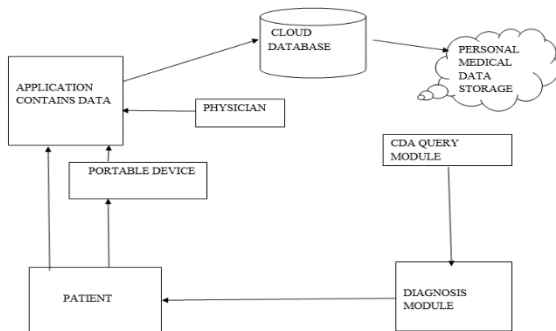 CLOUD
DATABASE
PERSONAL
MEDICAL
DATA
STORAGE
APPLICATION
CONTAINS DATA
PHYSICIAN
CDA QUERY
MODULE
PORTABLE DEVICE
PATIENT
DIAGNOSIS
MODULE